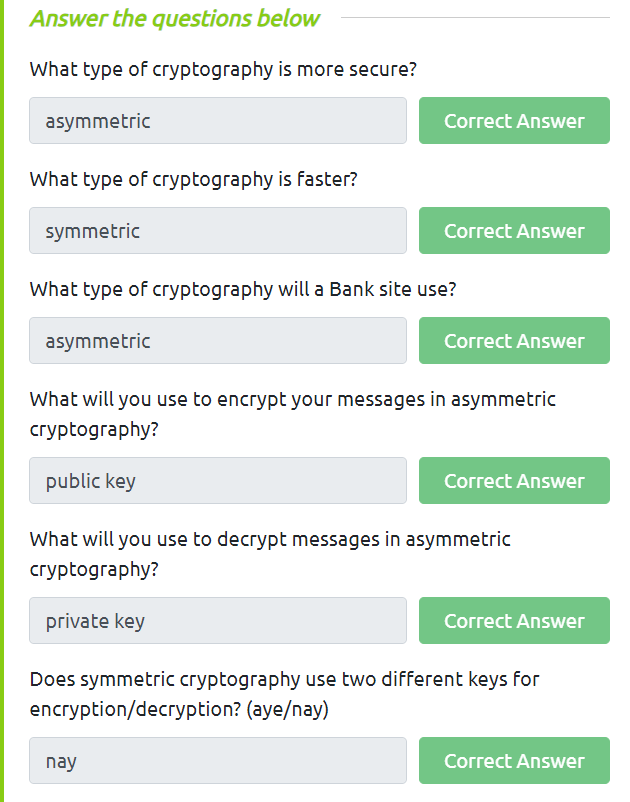 Answer the questions below
What type of cryptography is more secure?
asymmetric
Correct Answer
What type of cryptography is faster?
symmetric
Correct Answer
What type of cryptography will a Bank site use?
asymmetric
Correct Answer
What will you use to encrypt your messages in asymmetric
cryptography?
public key
Correct Answer
What will you use to decrypt messages in asymmetric
cryptography?
private key
Correct Answer
Does symmetric cryptography use two different keys for
encryption/decryption? (aye/nay)
nay
Correct Answer